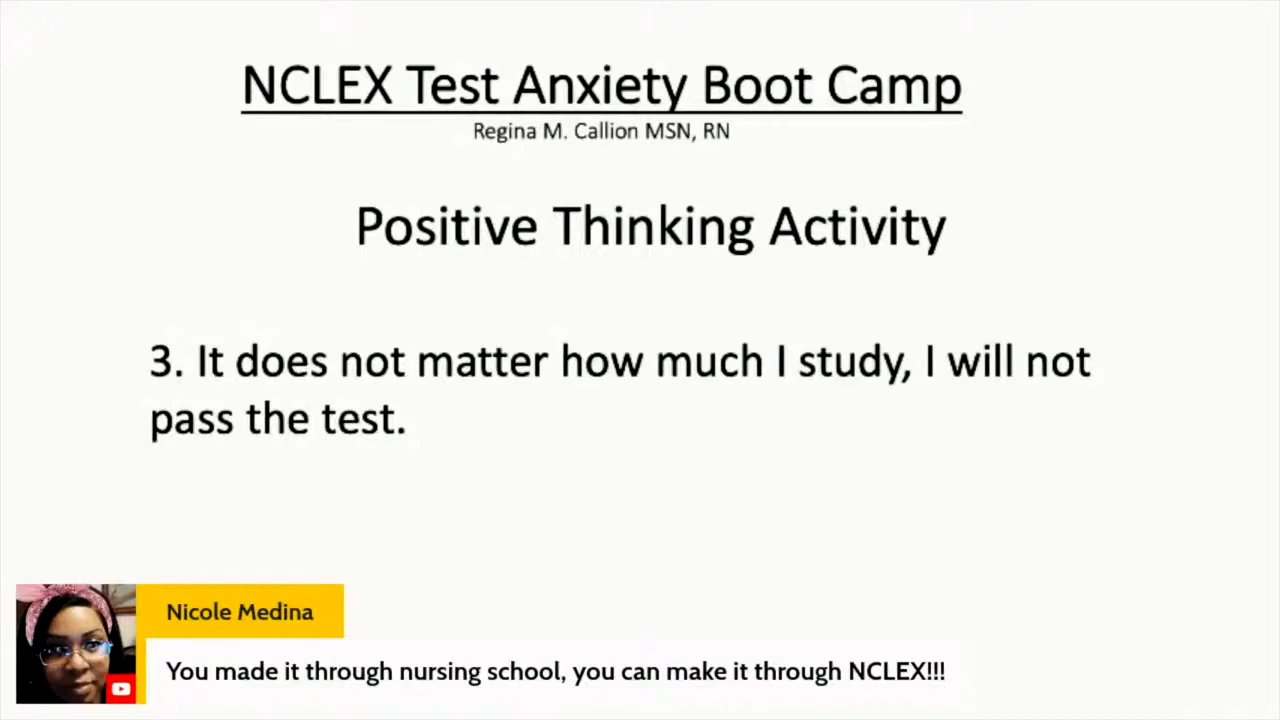 NCLEX Test Anxiety Boot Camp
Regina M. Callion MSN, RN
Positive Thinking Activity
3. It does not matter how much I study, I will not
pass the test.
Nicole Medina
You made it through nursing school, you can make it through NCLEX!!!